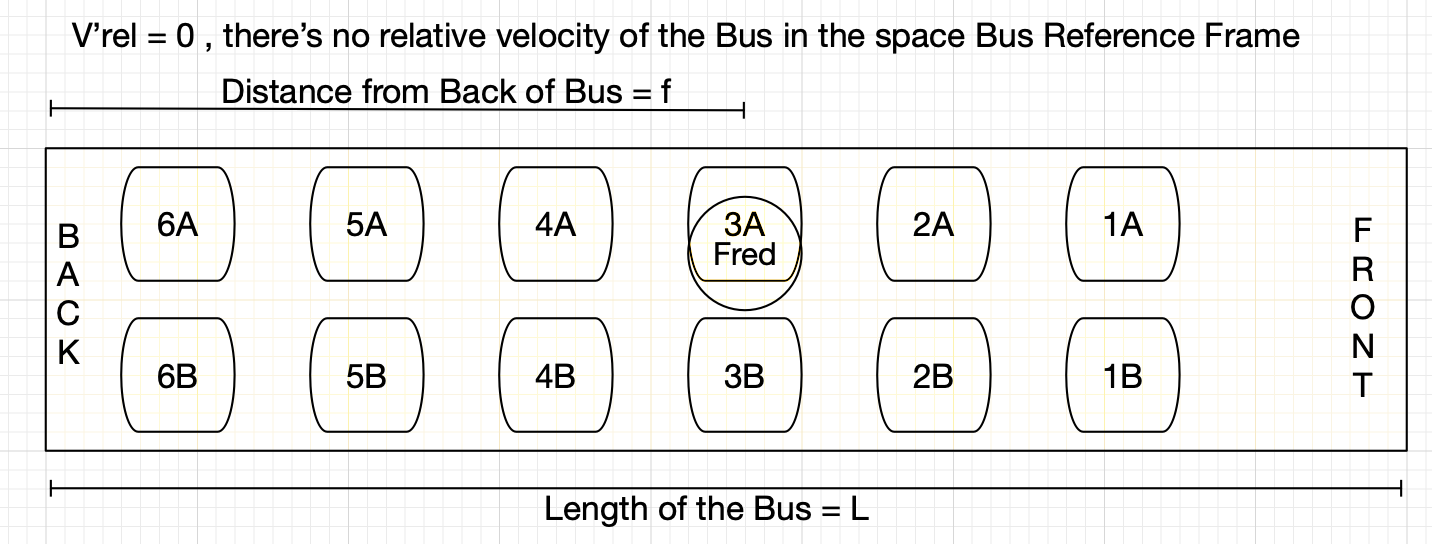 V’rel = 0 , there’s no relative velocity of the Bus in the space Bus Reference Frame
Distance from Back of Bus = f
BACK
6A 5A 4A 3A 2A 1A
Fred
6B 5B 4B 3B 2B 1B
FRONT
Length of the Bus = L